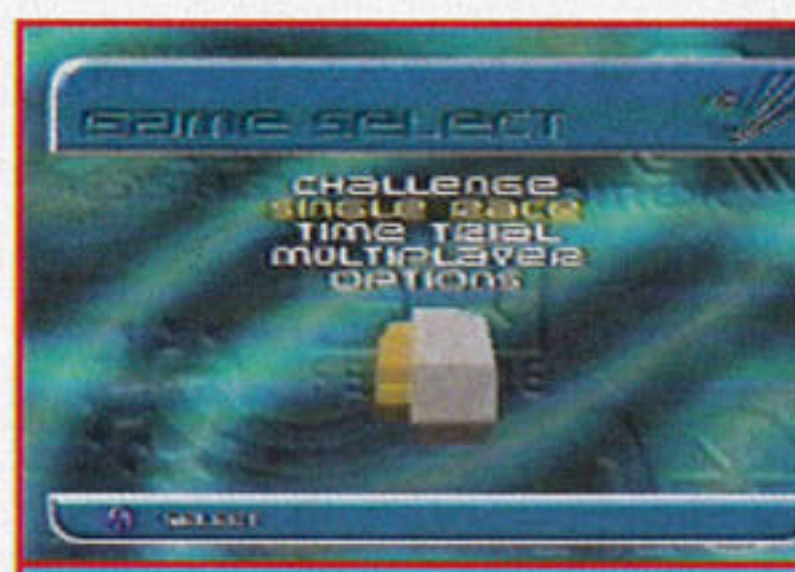 GAME SELECT
CHALLENGE
SINGLE RACE
TIME TRIAL
MULTIPLAYER
OPTIONS
SELECT